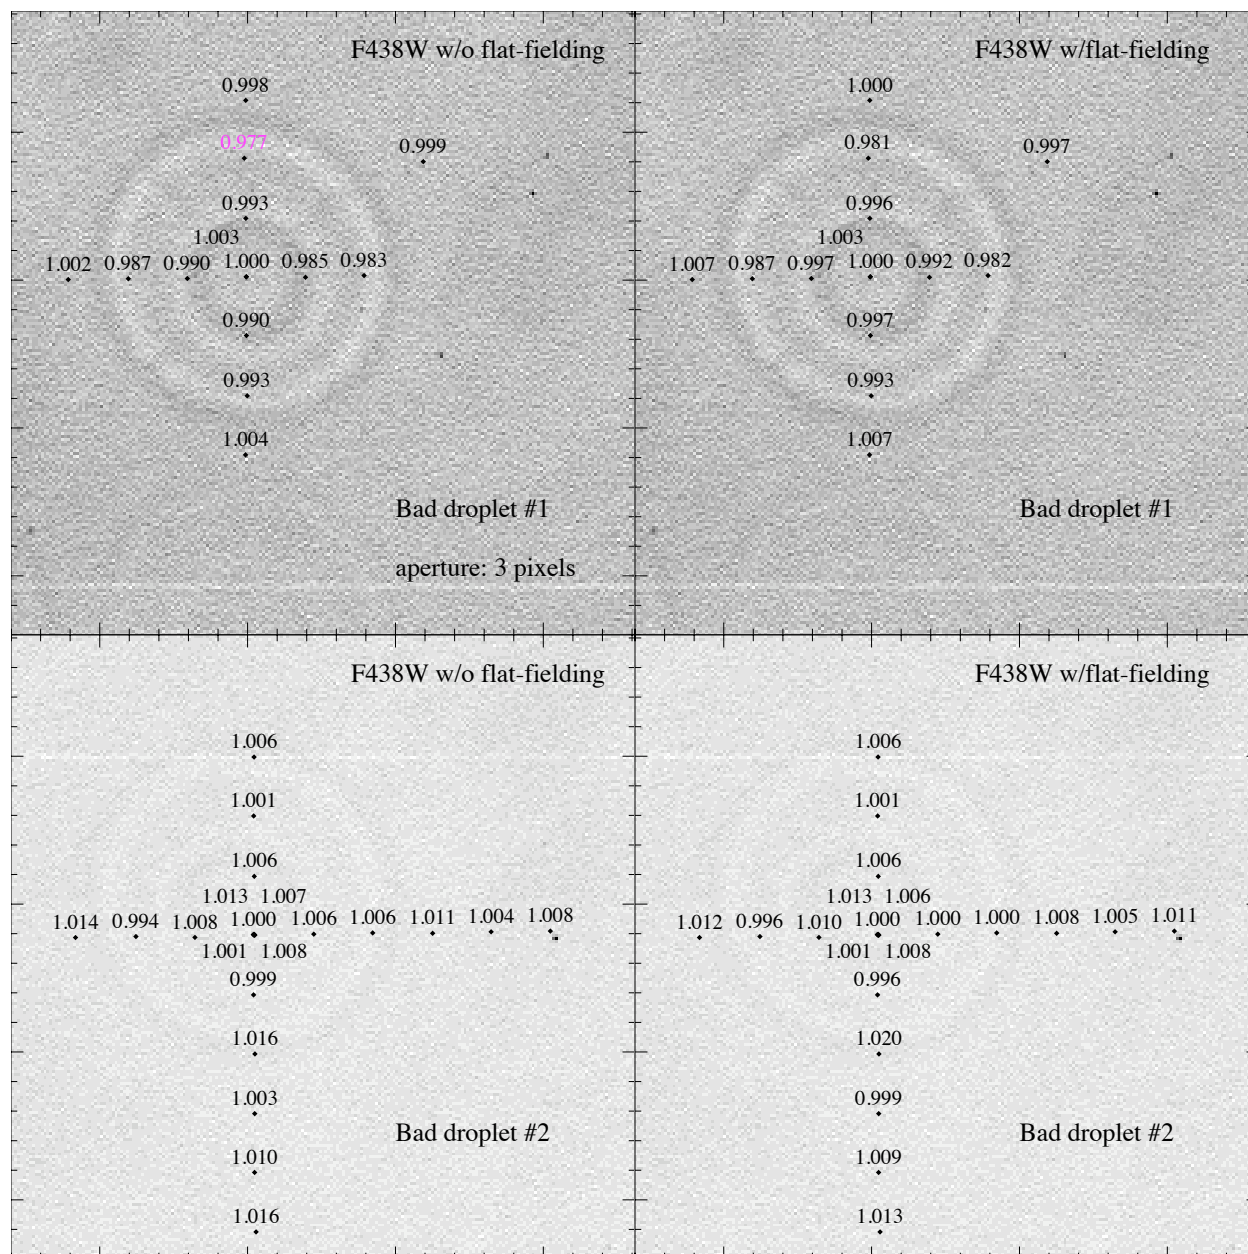 F438W w/o flat-fielding
0.998
0.977
0.999
0.993
1.003
1.002 0.987 0.990 1.000 0.985 0.983
0.990
0.993
1.004
Bad droplet #1
aperture: 3 pixels
F438W w/flat-fielding
1.000
0.981
0.997
0.996
1.003
1.007 0.987 0.997 1.000 0.992 0.982
0.997
0.993
1.007
Bad droplet #1
F438W w/o flat-fielding
1.006
1.001
1.006
1.013 1.007
1.014 0.994 1.008 1.000 1.006 1.006 1.011 1.004 1.008
1.001 1.008
0.999
1.016
1.003
Bad droplet #2
1.010
1.016
F438W w/flat-fielding
1.006
1.001
1.006
1.013 1.006
1.012 0.996 1.010 1.000 1.000 1.000 1.008 1.005 1.011
1.001 1.008
0.996
1.020
0.999
Bad droplet #2
1.009
1.013